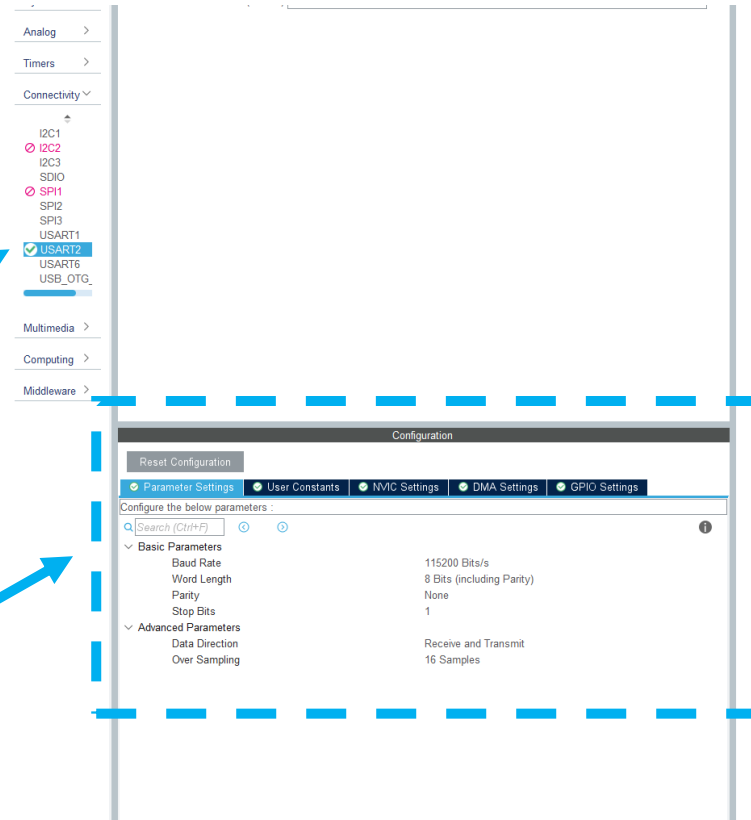 Analog
Timers
Connectivity
I2C1
I2C2
I2C3
SDIO
SPI1
SPI2
SPI3
USART1
USART2
USART6
USB_OTG_
Multimedia
Computing
Middleware
Configuration
Reset Configuration
Parameter Settings User Constants NVIC Settings DMA Settings GPIO Settings
Configure the below parameters :
Search (Ctrl+F)
Basic Parameters
Baud Rate 115200 Bits/s
Word Length 8 Bits (including Parity)
Parity None
Stop Bits 1
Advanced Parameters
Data Direction Receive and Transmit
Over Sampling 16 Samples